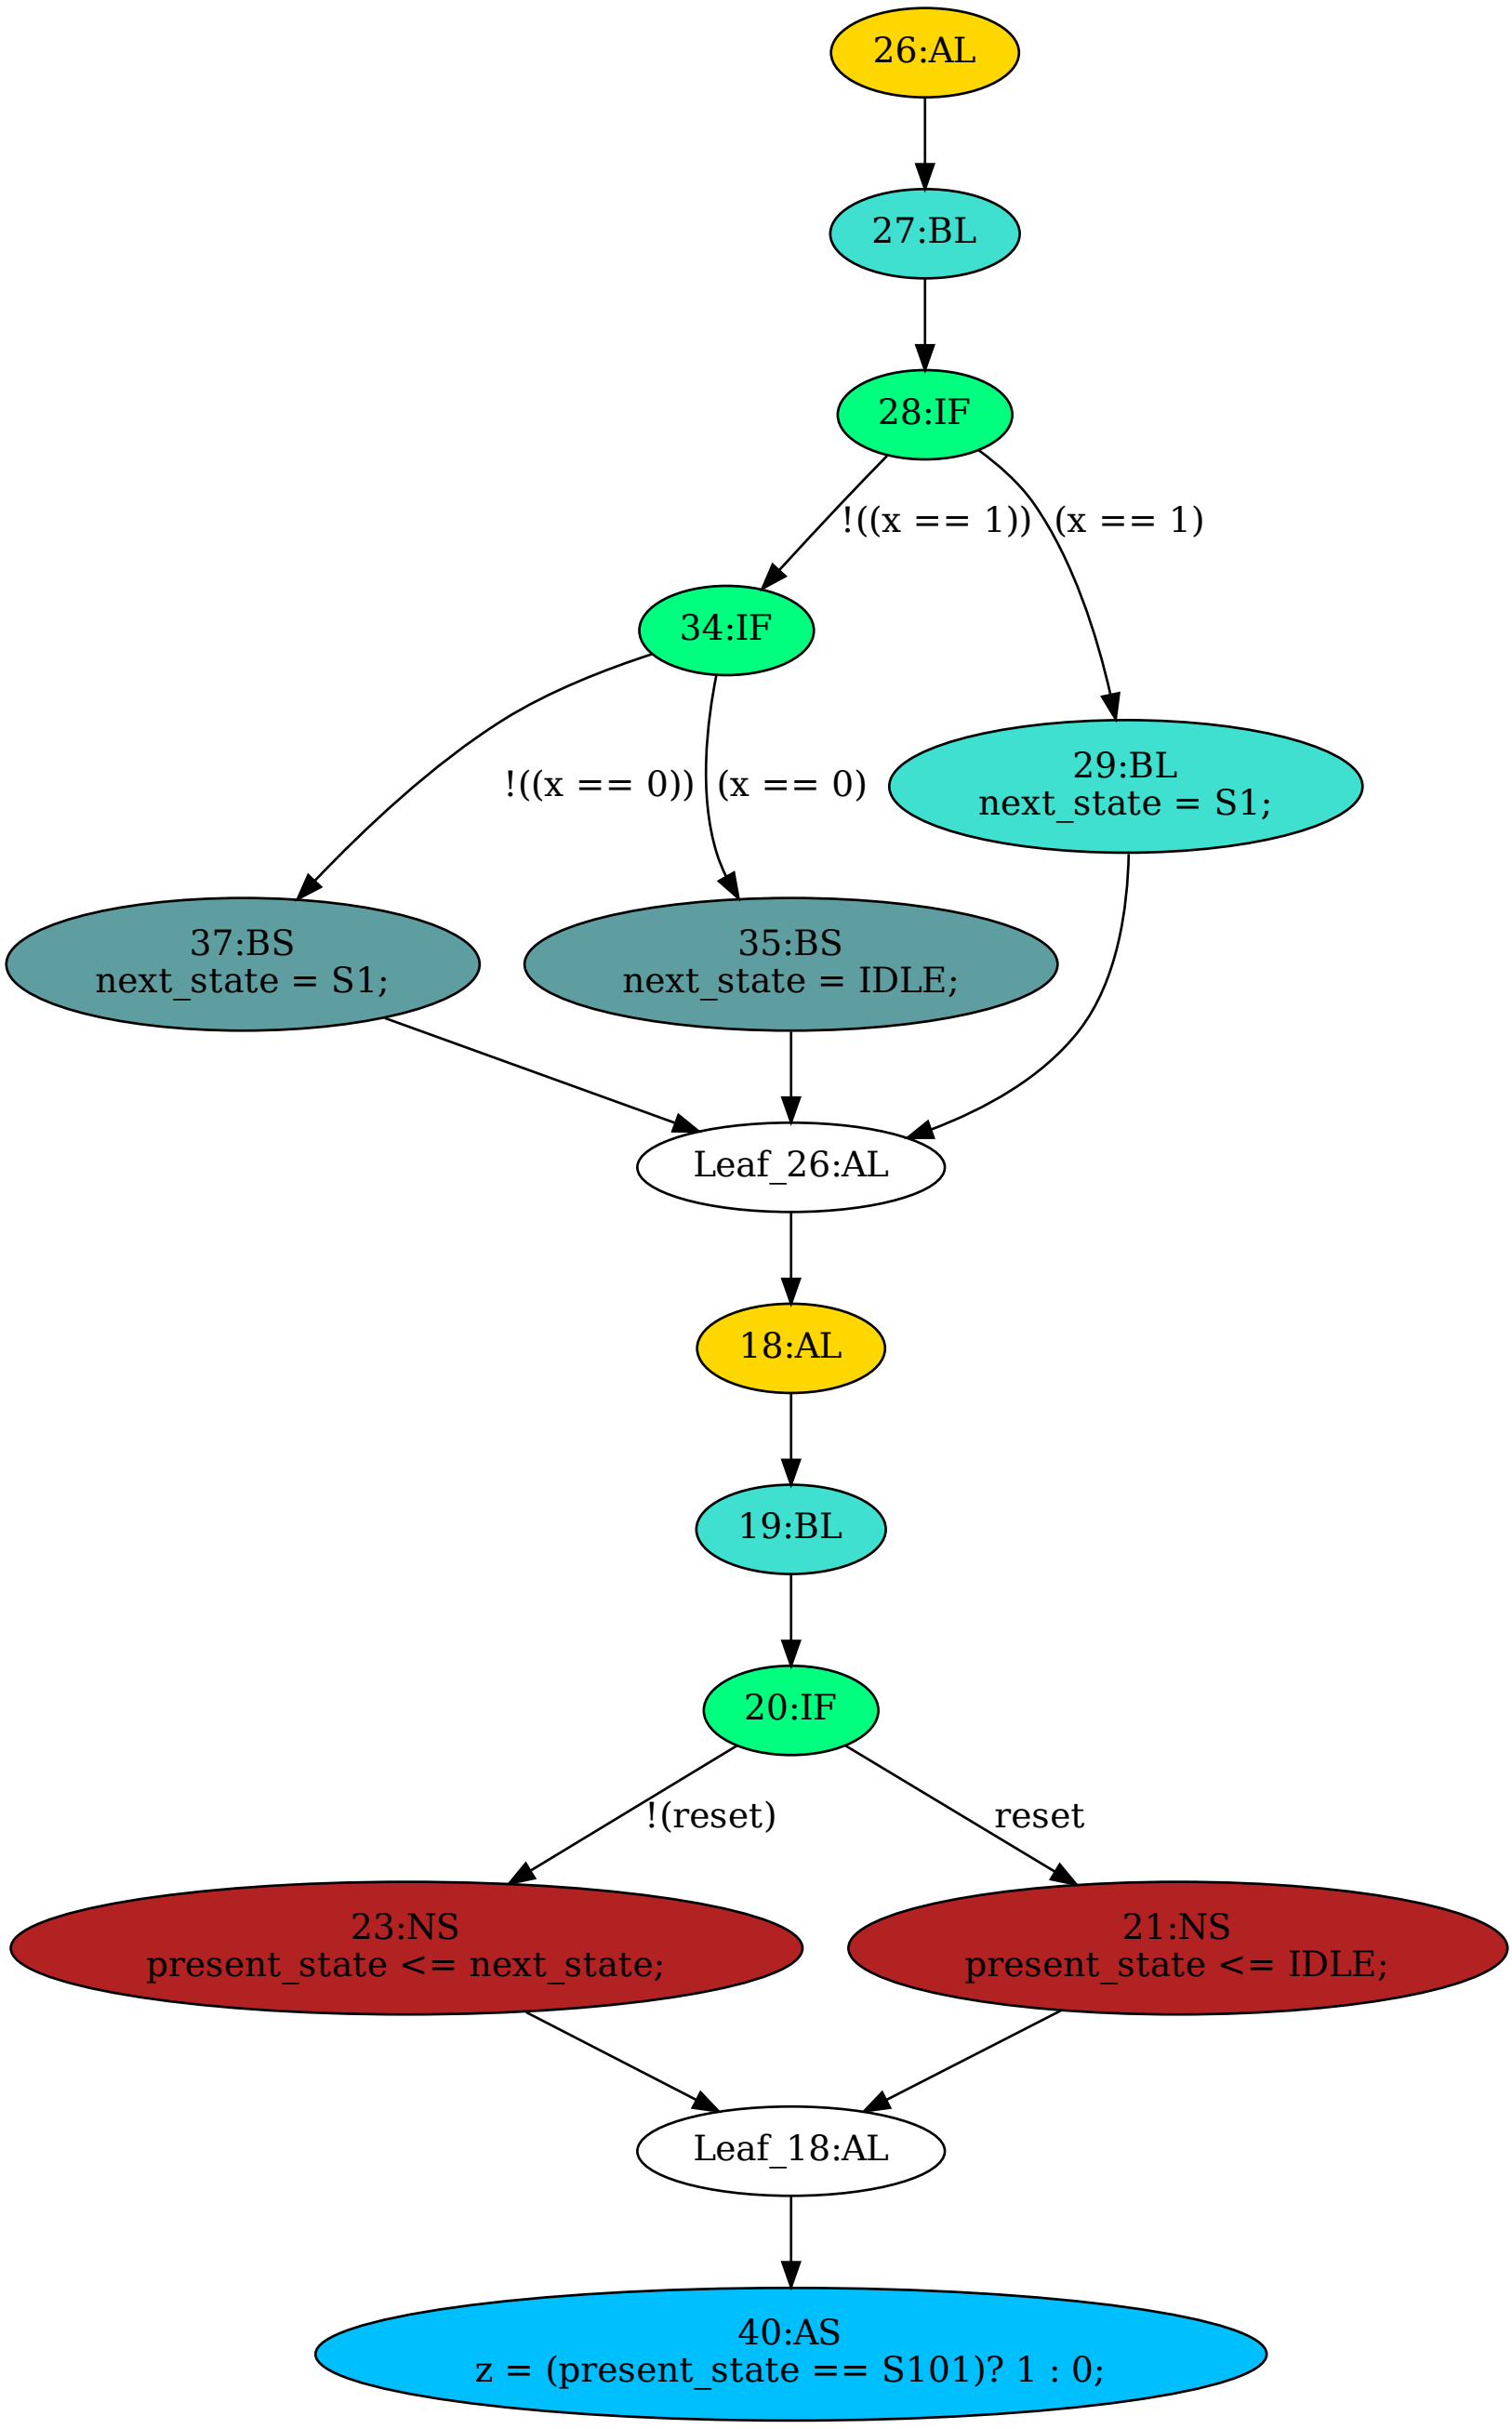 26:AL
27:BL
28:IF
!((x == 1))
(x == 1)
34:IF
29:BL
next_state = S1;
!((x == 0))
(x == 0)
37:BS
next_state = S1;
35:BS
next_state = IDLE;
Leaf_26:AL
18:AL
19:BL
20:IF
!(reset)
reset
23:NS
present_state <= next_state;
21:NS
present_state <= IDLE;
Leaf_18:AL
40:AS
z = (present_state == S101)? 1 : 0;